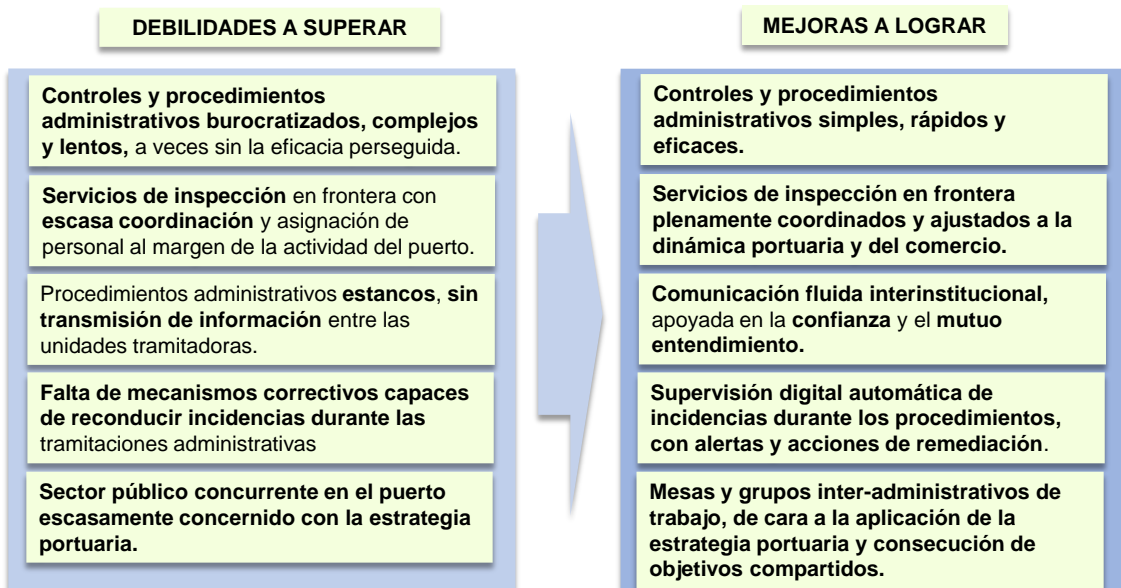 DEBILIDADES A SUPERAR
Controles y procedimientos
administrativos burocratizados, complejos
y lentos, a veces sin la eficacia perseguida.
Servicios de inspección en frontera con
escasa coordinación y asignación de
personal al margen de la actividad del puerto.
Procedimientos administrativos estancos, sin
transmisión de información entre las
unidades tramitadoras.
Falta de mecanismos correctivos capaces
de reconducir incidencias durante las
tramitaciones administrativas
Sector público concurrente en el puerto
escasamente concernido con la estrategia
portuaria.
MEJORAS A LOGRAR
Controles y procedimientos
administrativos simples, rápidos y
eficaces.
Servicios de inspección en frontera
plenamente coordinados y ajustados a la
dinámica portuaria y del comercio.
Comunicación fluida interinstitucional,
apoyada en la confianza y el mutuo
entendimiento.
Supervisión digital automática de
incidencias durante los procedimientos,
con alertas y acciones de remediación.
Mesas y grupos inter-administrativos de
trabajo, de cara a la aplicación de la
estrategia portuaria y consecución de
objetivos compartidos.